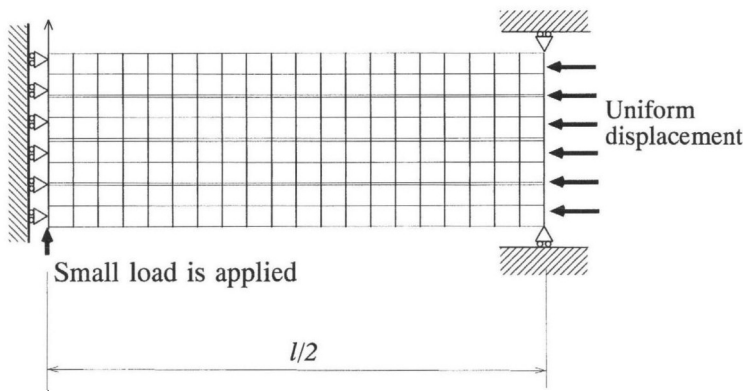 Uniform
displacement
Small load is applied
l/2